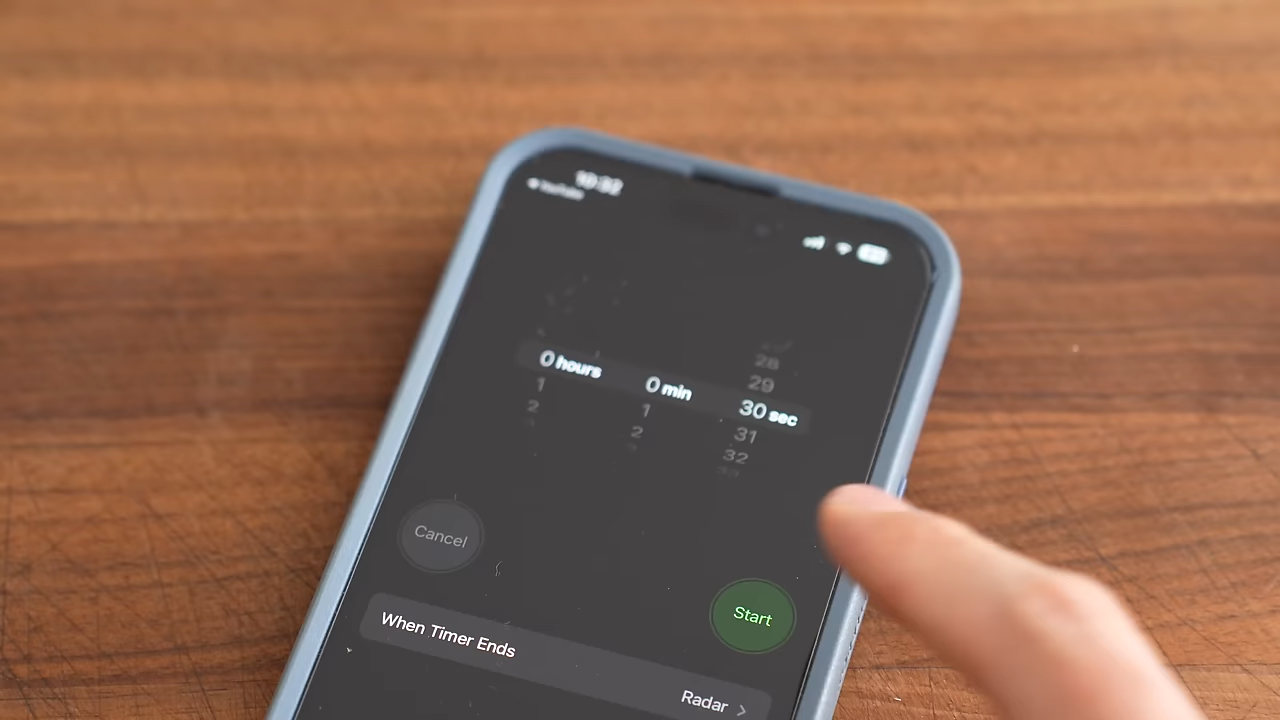 10:32
YouTube
28
29
0 hours 0 min 30 sec
1 1 31
2 2 32
Cancel
Start
When Timer Ends
Radar